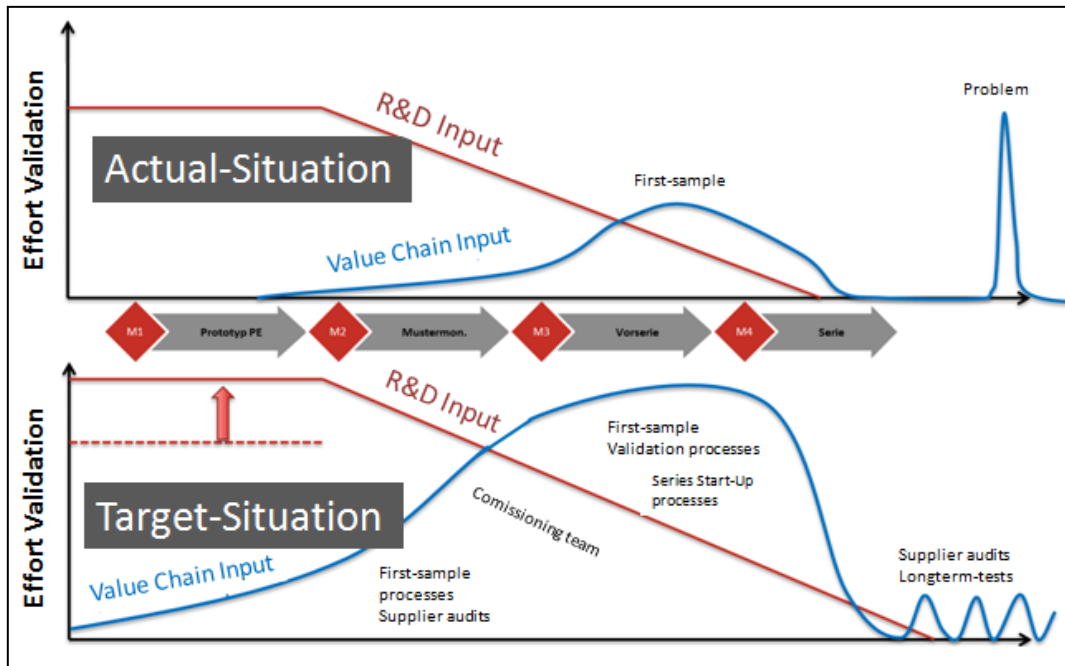 Effort Validation
Actual-Situation
R&D Input
Value Chain Input
First-sample
Problem
M1
Prototyp PE
M2
Mustermon.
M3
Vorserie
M4
Serie
Effort Validation
Target-Situation
R&D Input
Value Chain Input
First-sample
processes
Supplier audits
Comissioning team
First-sample
Validation processes
Series Start-Up
processes
Supplier audits
Longterm-tests